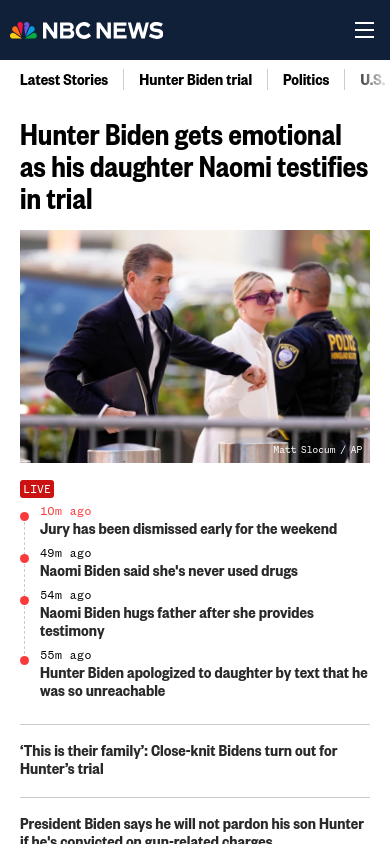 NBC NEWS
Latest Stories
Hunter Biden trial
Politics
U.S.
Hunter Biden gets emotional
as his daughter Naomi testifies
in trial
POLICE
Matt Slocum / AP
LIVE
10m ago
Jury has been dismissed early for the weekend
49m ago
Naomi Biden said she's never used drugs
54m ago
Naomi Biden hugs father after she provides
testimony
55m ago
Hunter Biden apologized to daughter by text that he
was so unreachable
‘This is their family’: Close-knit Bidens turn out for
Hunter’s trial
President Biden says he will not pardon his son Hunter
if he's convicted on gun-related charges